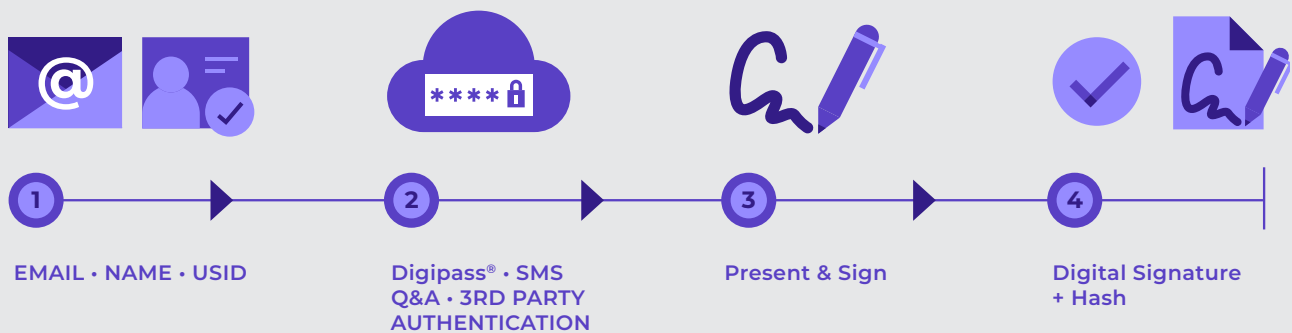 @
****
1
2
3
4
EMAIL • NAME • USID
Digipass® • SMS
Q&A • 3RD PARTY
AUTHENTICATION
Present & Sign
Digital Signature
+ Hash